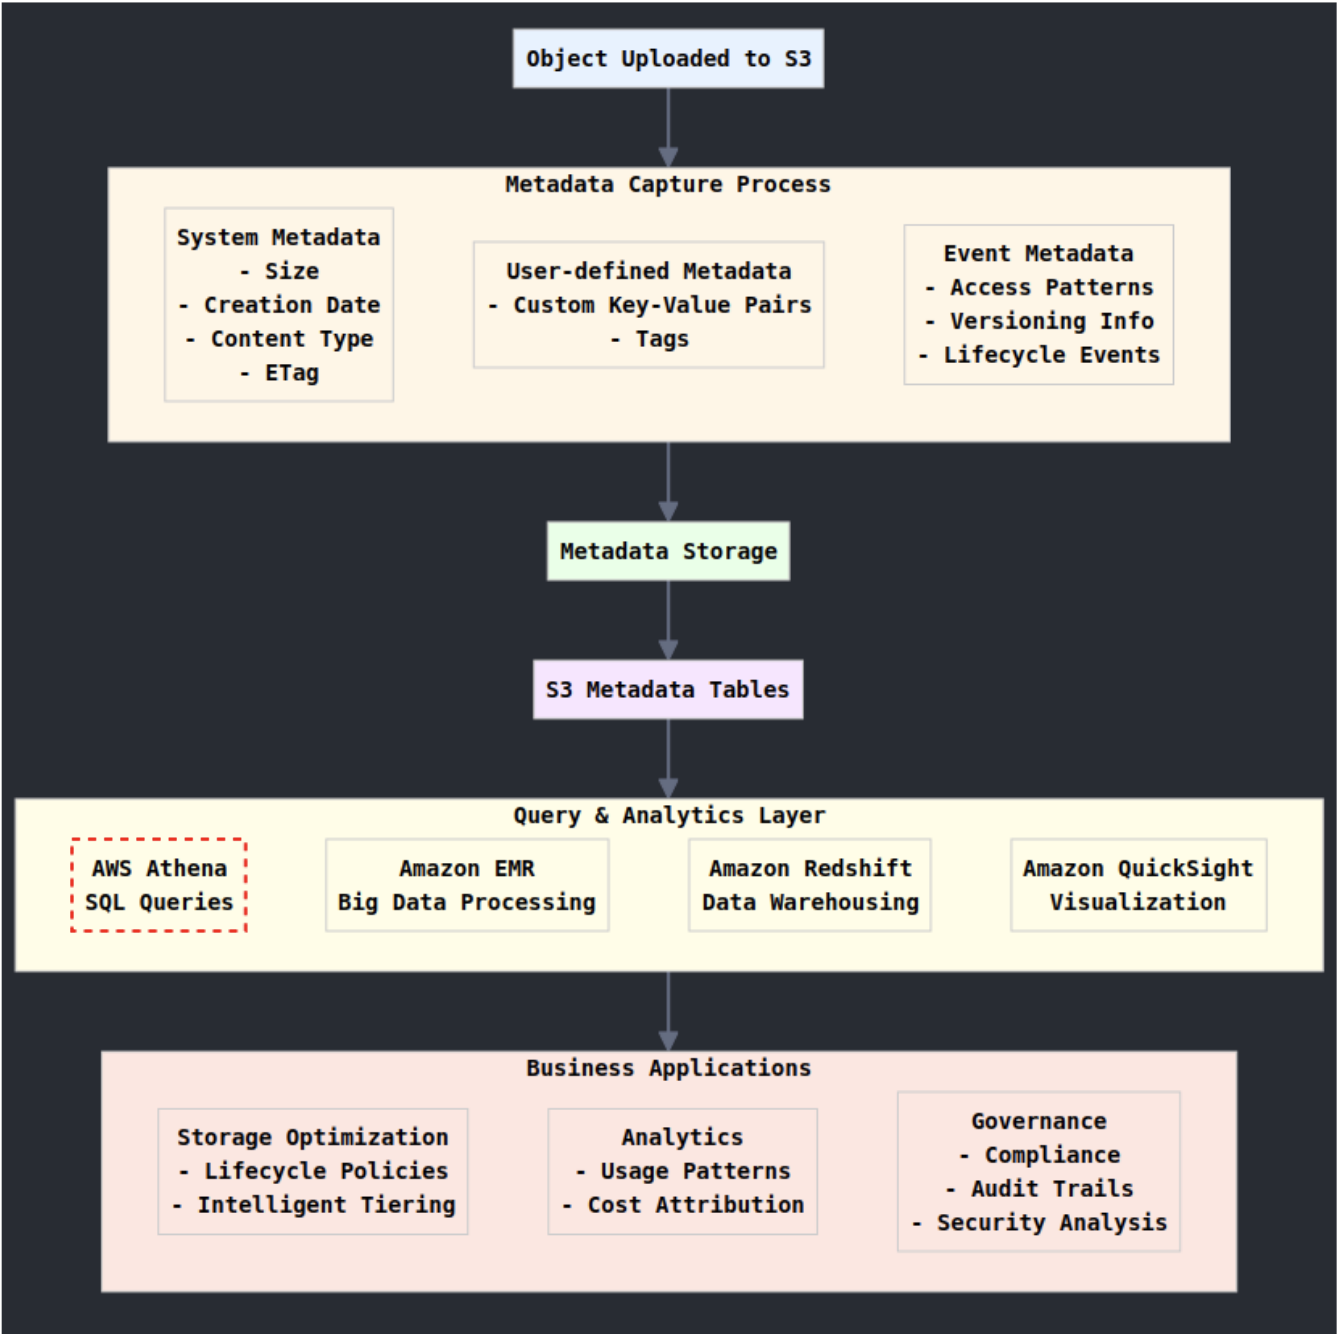 Object Uploaded to S3
Metadata Capture Process
System Metadata
- Size
- Creation Date
- Content Type
- ETag
User-defined Metadata
- Custom Key-Value Pairs
- Tags
Event Metadata
- Access Patterns
- Versioning Info
- Lifecycle Events
Metadata Storage
S3 Metadata Tables
Query & Analytics Layer
AWS Athena
SQL Queries
Amazon EMR
Big Data Processing
Amazon Redshift
Data Warehousing
Amazon QuickSight
Visualization
Business Applications
Storage Optimization
- Lifecycle Policies
- Intelligent Tiering
Analytics
- Usage Patterns
- Cost Attribution
Governance
- Compliance
- Audit Trails
- Security Analysis